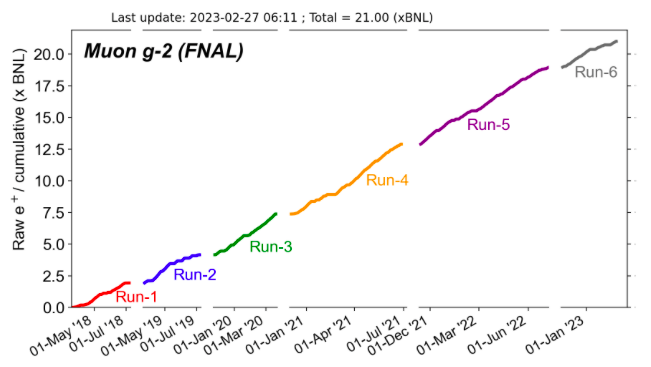 Last update: 2023-02-27 06:11 ; Total = 21.00 (xBNL)
Muon g-2 (FNAL)
Raw e+ / cumulative (x BNL)
20.0
17.5
15.0
12.5
10.0
7.5
5.0
2.5
0.0
Run-1
Run-2
Run-3
Run-4
Run-5
Run-6
01-May '18
01-Jul '18
01-May '19
01-Jul '19
01-Jan '20
01-Mar '20
01-Jan '21
01-Apr '21
01-Jul '21
01-Dec '21
01-Mar '22
01-Jun '22
01-Jan '23